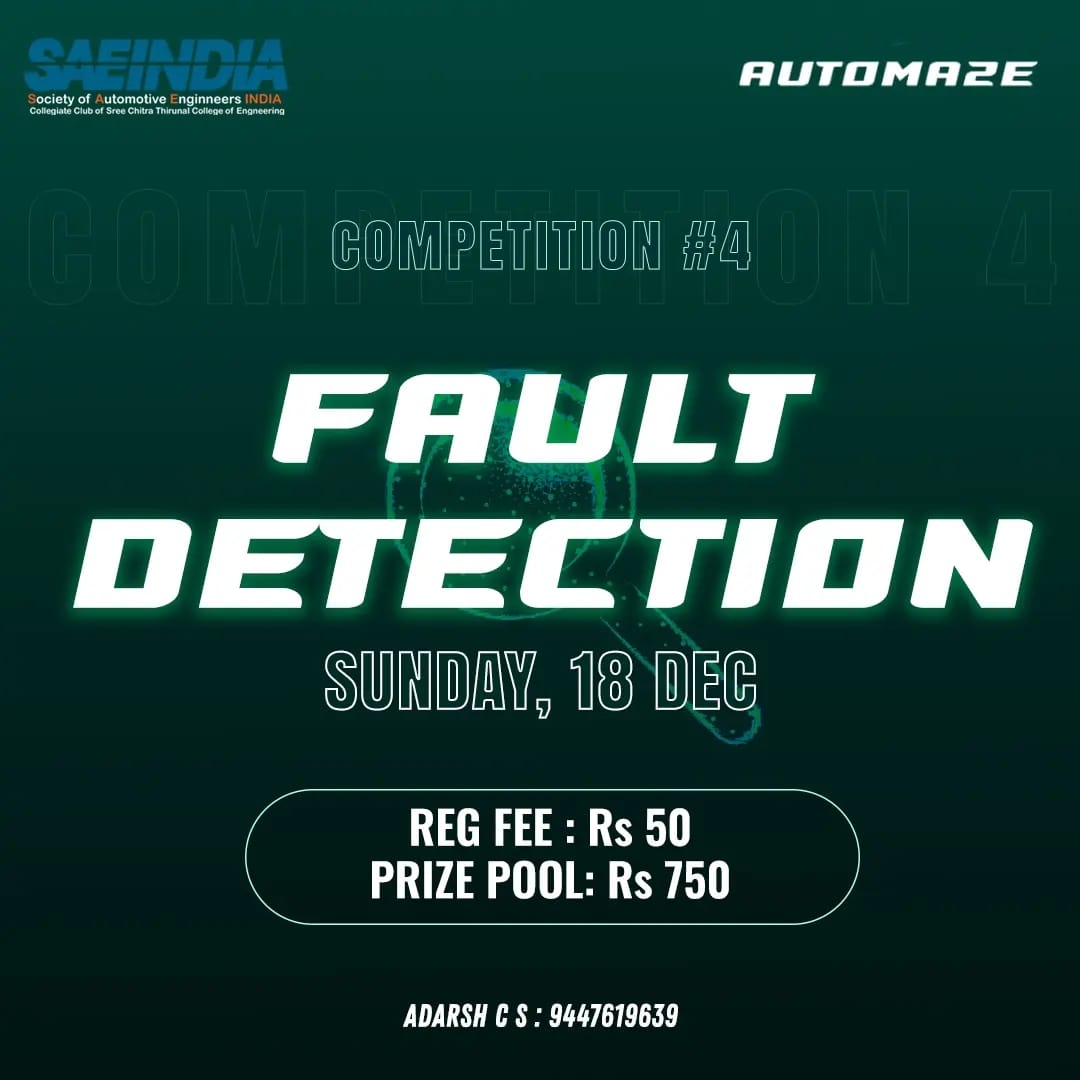 SAEINDIA
Society of Automotive Enginneers INDIA
Collegiate Club of Sree Chitra Thirunal College of Engneering
AUTOMAZE
COMPETITION 4
COMPETITION #4
FAULT
DETECTION
SUNDAY, 18 DEC
REG FEE : Rs 50
PRIZE POOL: Rs 750
ADARSH C S : 9447619639